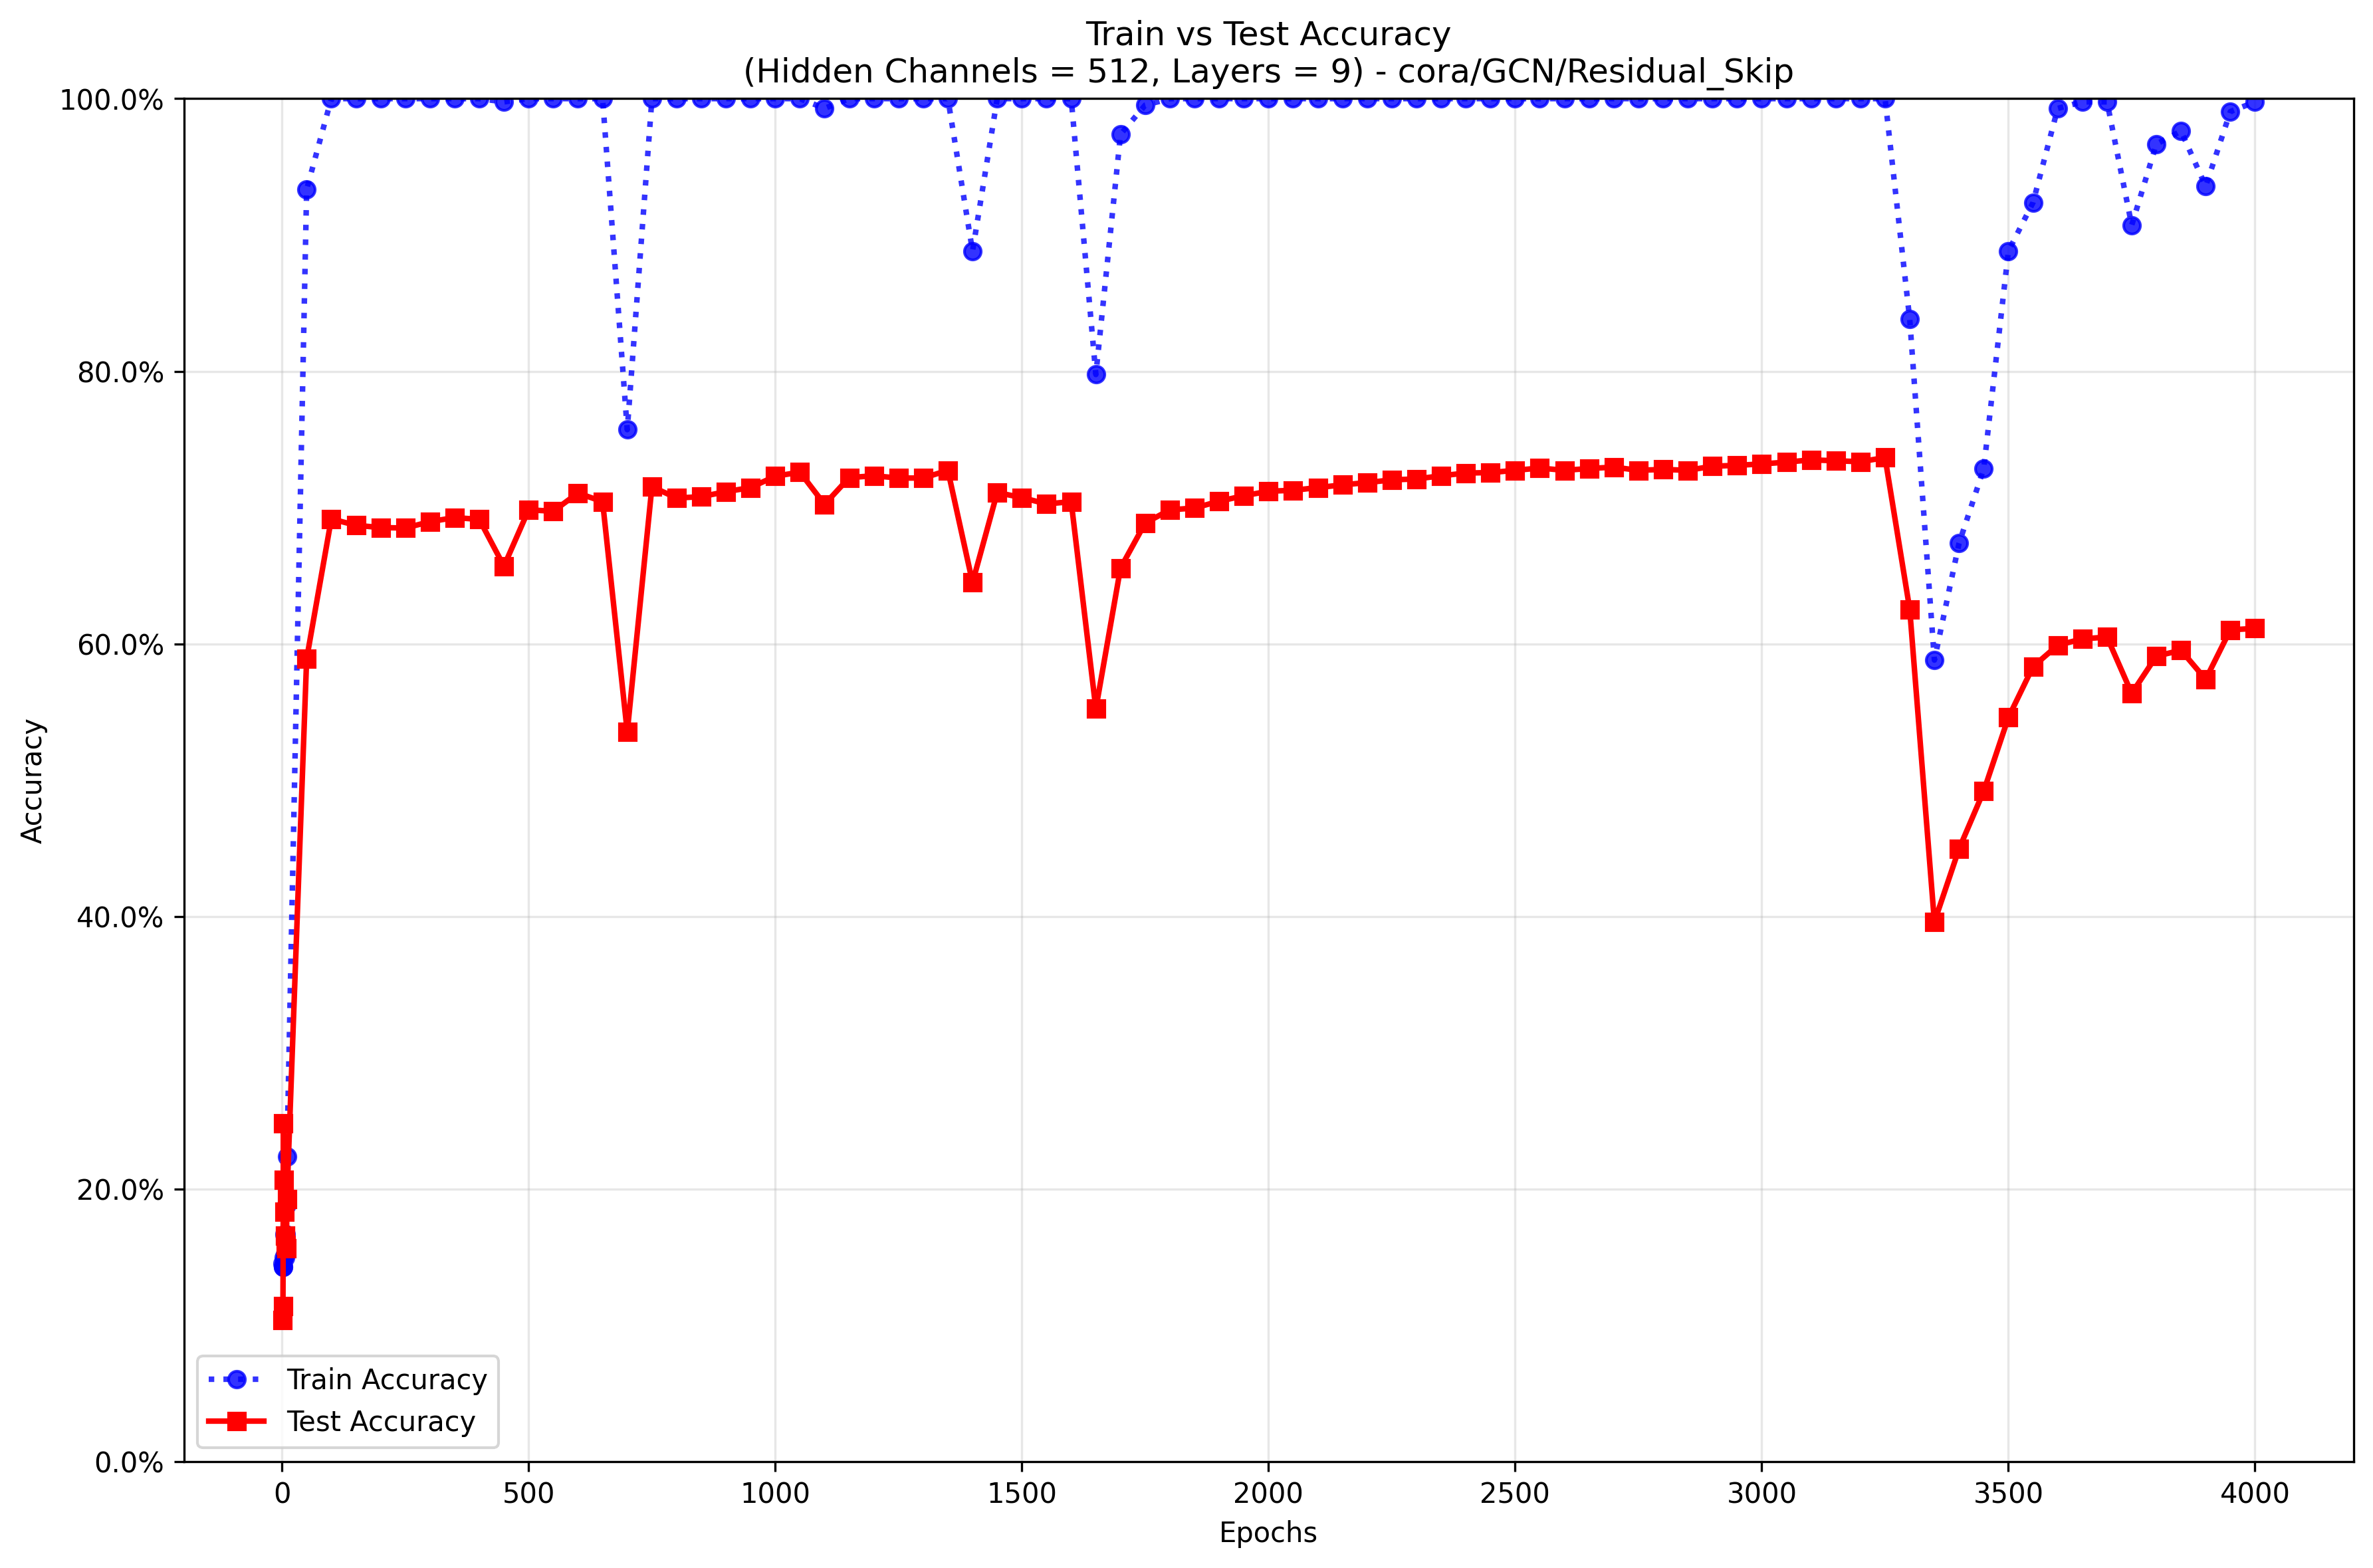 Train vs Test Accuracy
(Hidden Channels = 512, Layers = 9) - cora/GCN/Residual_Skip
100.0%
80.0%
60.0%
40.0%
20.0%
0.0%
Accuracy
Train Accuracy
Test Accuracy
0 500 1000 1500 2000 2500 3000 3500 4000
Epochs